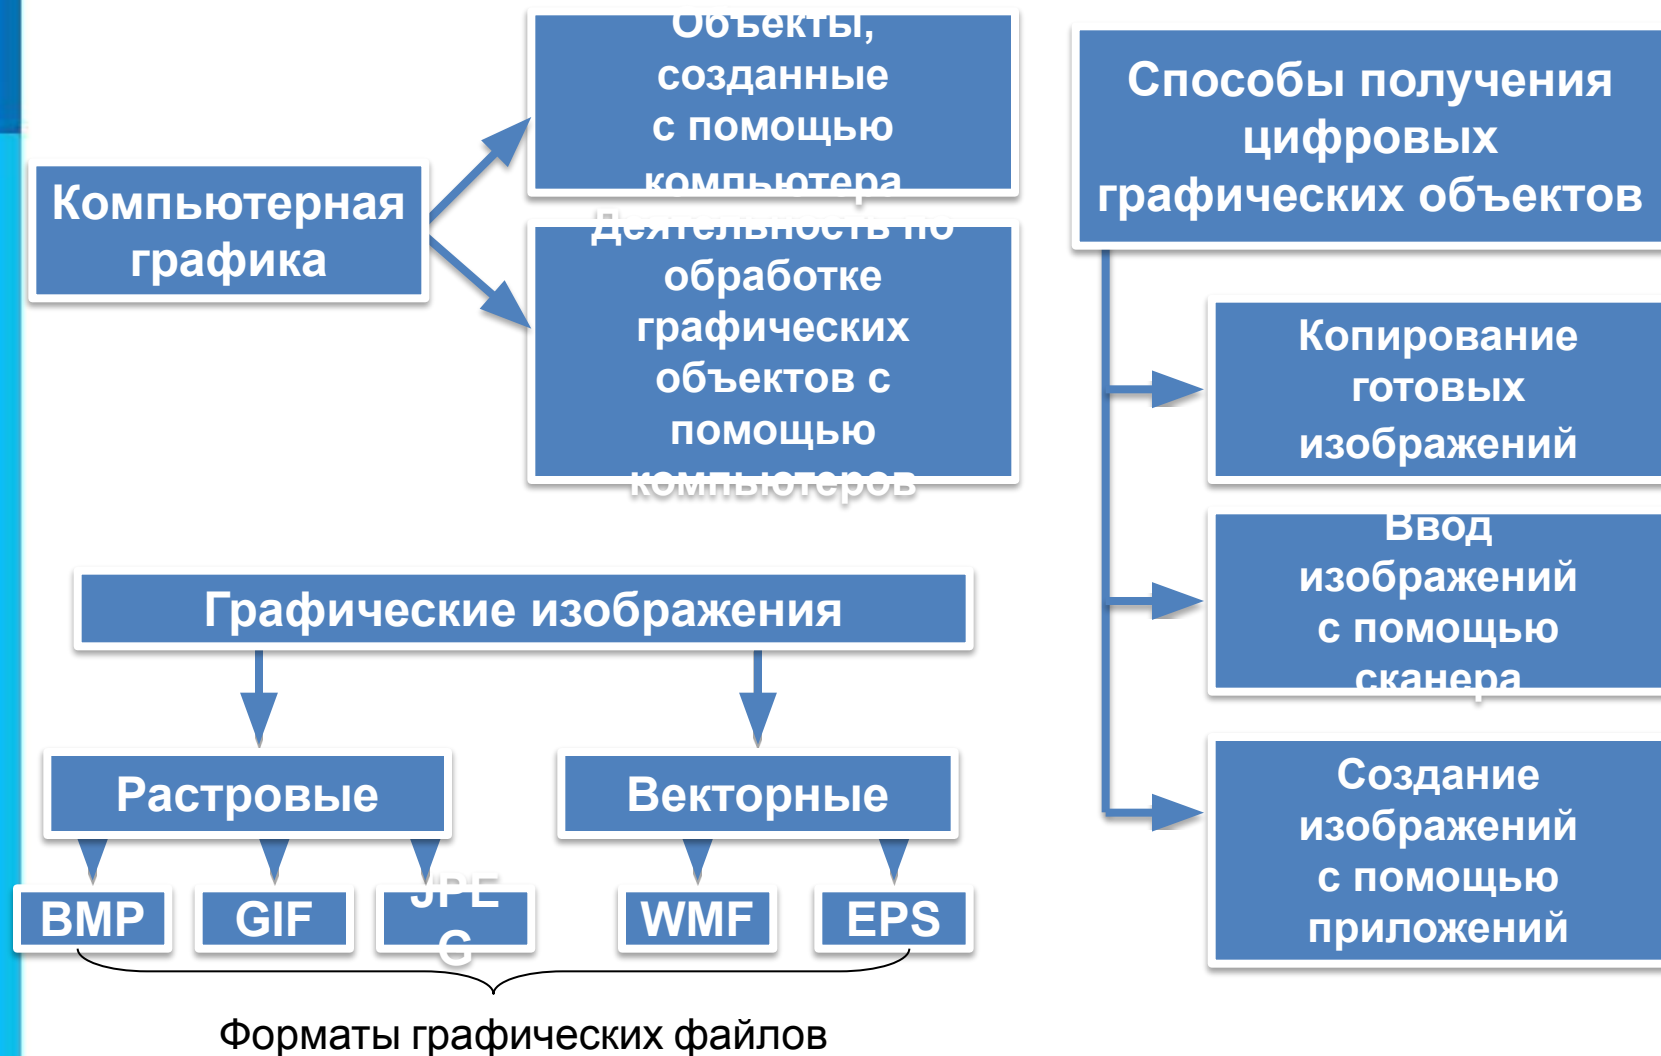 Объекты,
созданные
с помощью
компьютера
Компьютерная
графика
Деятельность по
обработке
графических
объектов с
помощью
компьютеров
Способы получения
цифровых
графических объектов
Копирование
готовых
изображений
Ввод
изображений
с помощью
сканера
Создание
изображений
с помощью
приложений
Графические изображения
Растровые
Векторные
BMP
GIF
JPE
G
WMF
EPS
Форматы графических файлов